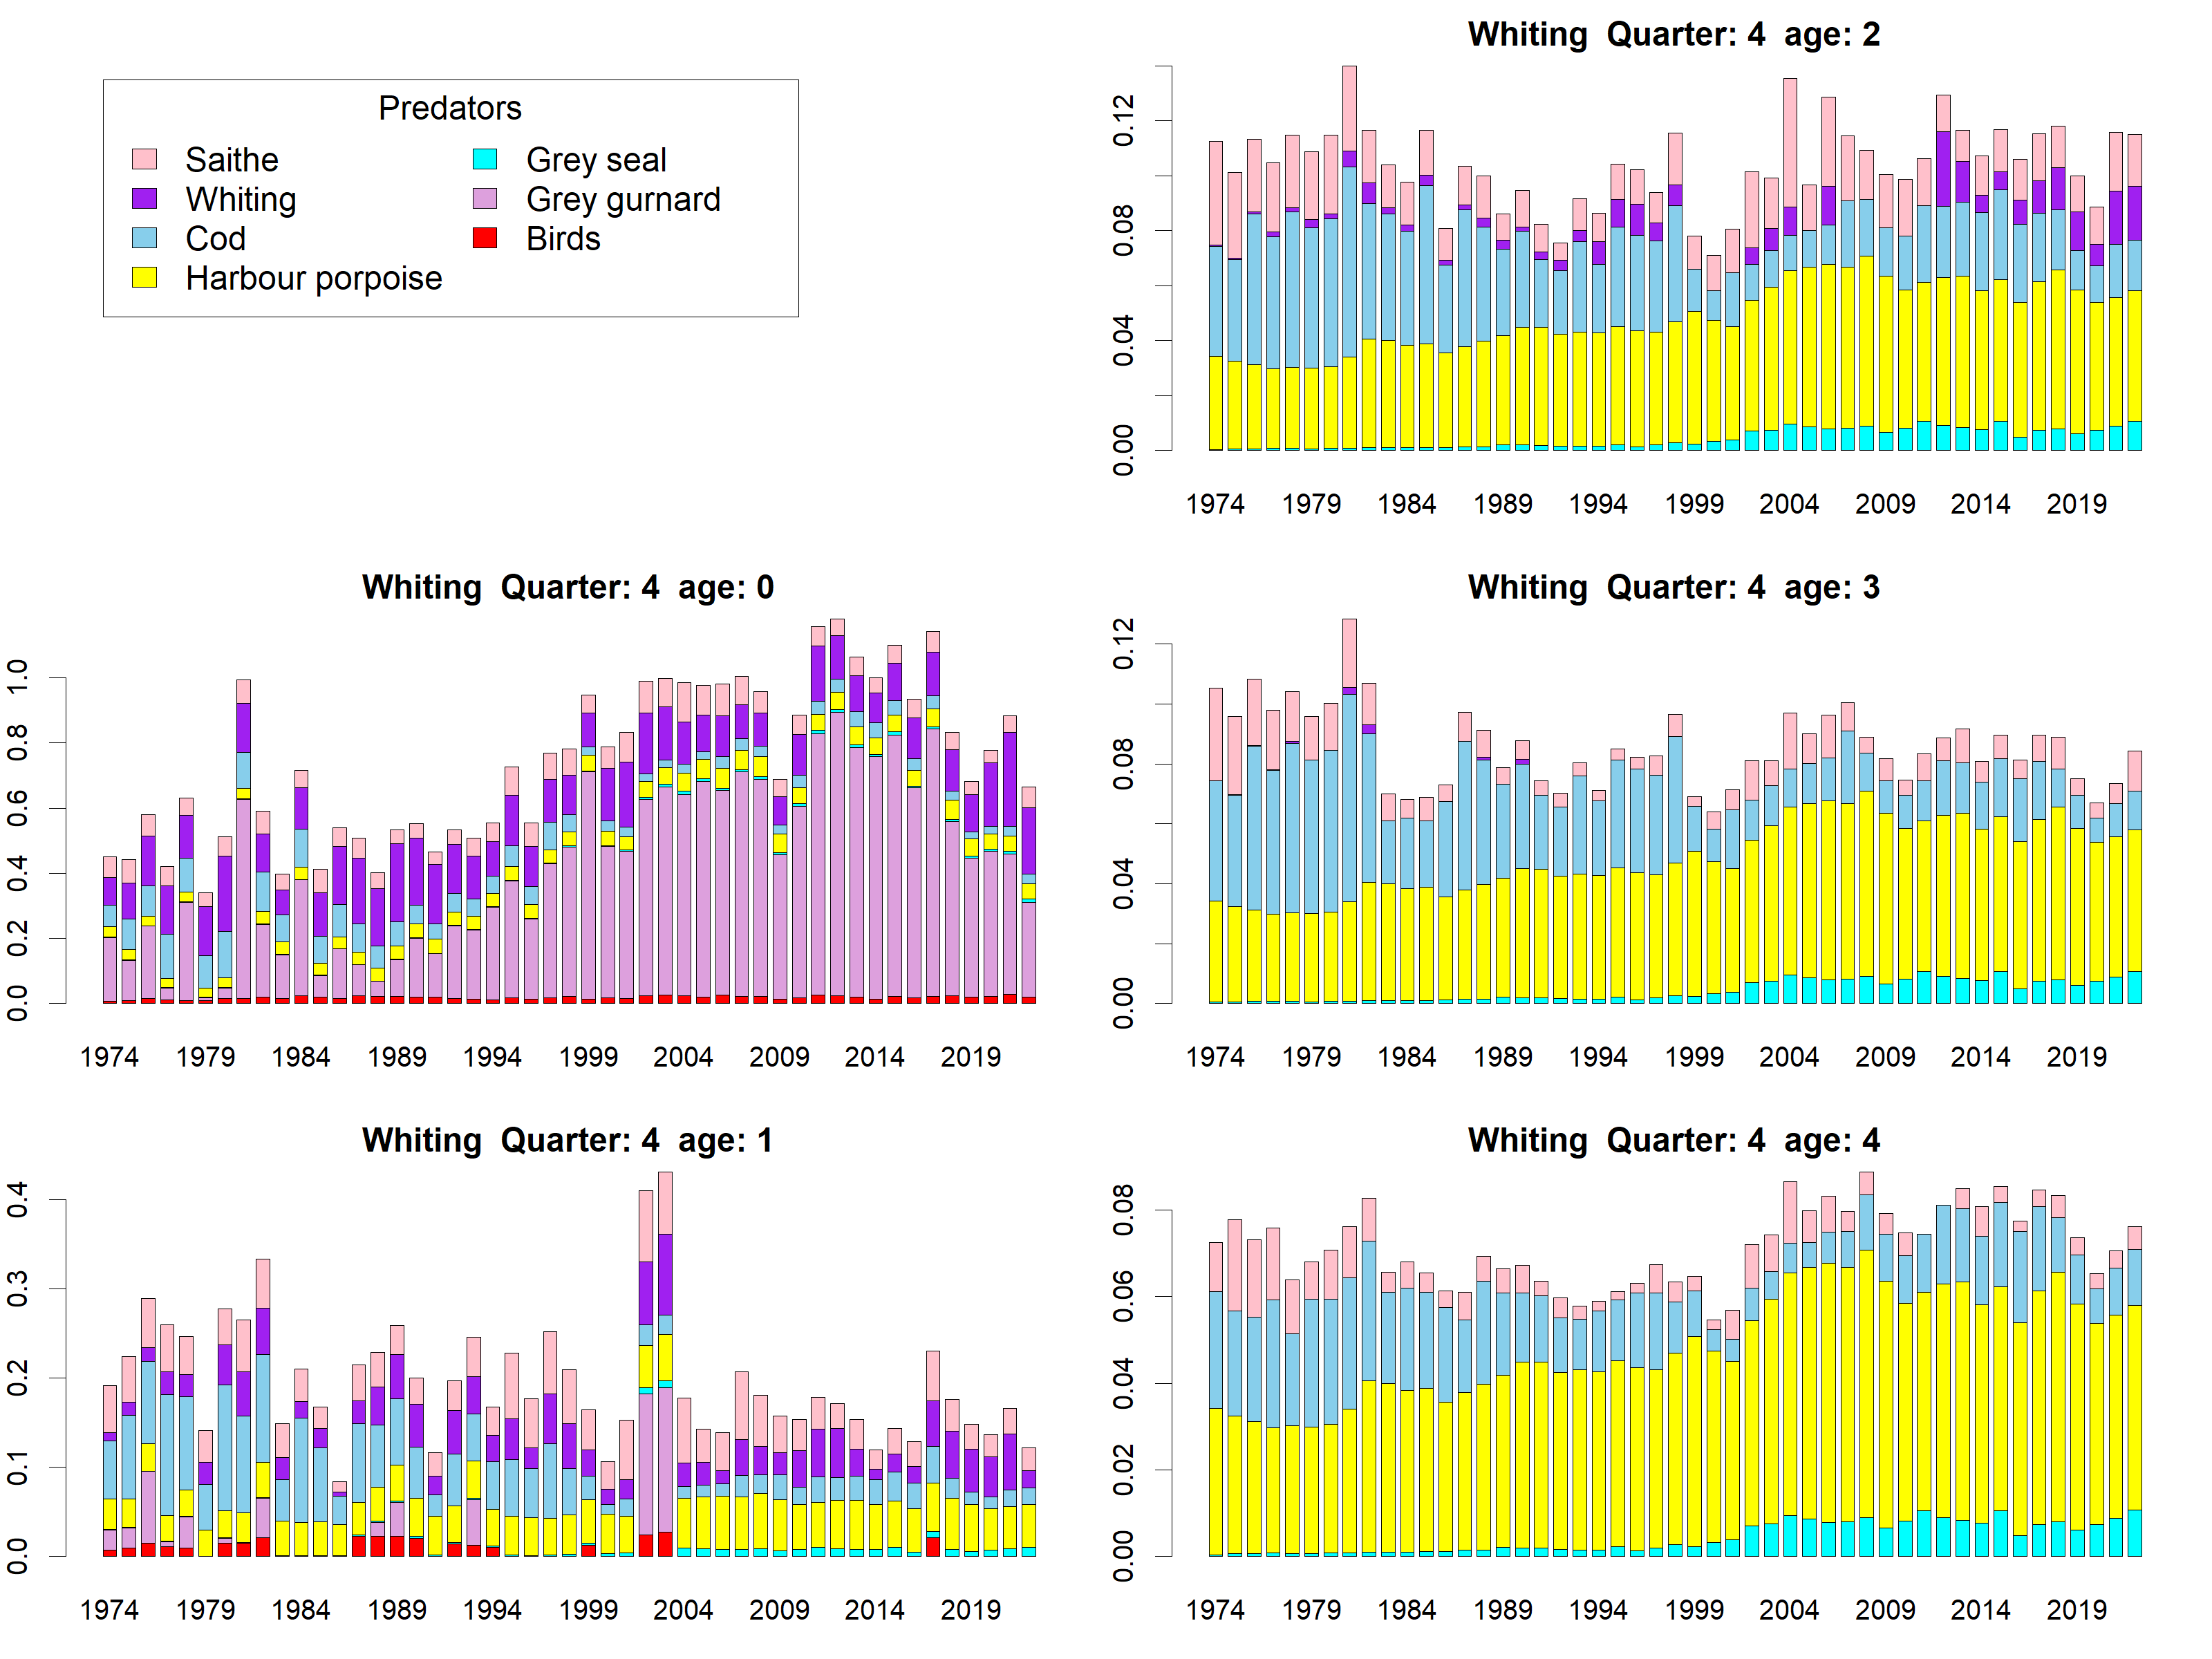 Predators
Saithe
Whiting
Cod
Harbour porpoise
Grey seal
Grey gurnard
Birds
Whiting Quarter: 4 age: 2
0.00 0.04 0.08 0.12
1974 1979 1984 1989 1994 1999 2004 2009 2014 2019
Whiting Quarter: 4 age: 0
0.0 0.2 0.4 0.6 0.8 1.0
1974 1979 1984 1989 1994 1999 2004 2009 2014 2019
Whiting Quarter: 4 age: 3
0.00 0.04 0.08 0.12
1974 1979 1984 1989 1994 1999 2004 2009 2014 2019
Whiting Quarter: 4 age: 1
0.0 0.1 0.2 0.3 0.4
1974 1979 1984 1989 1994 1999 2004 2009 2014 2019
Whiting Quarter: 4 age: 4
0.00 0.02 0.04 0.06 0.08
1974 1979 1984 1989 1994 1999 2004 2009 2014 2019